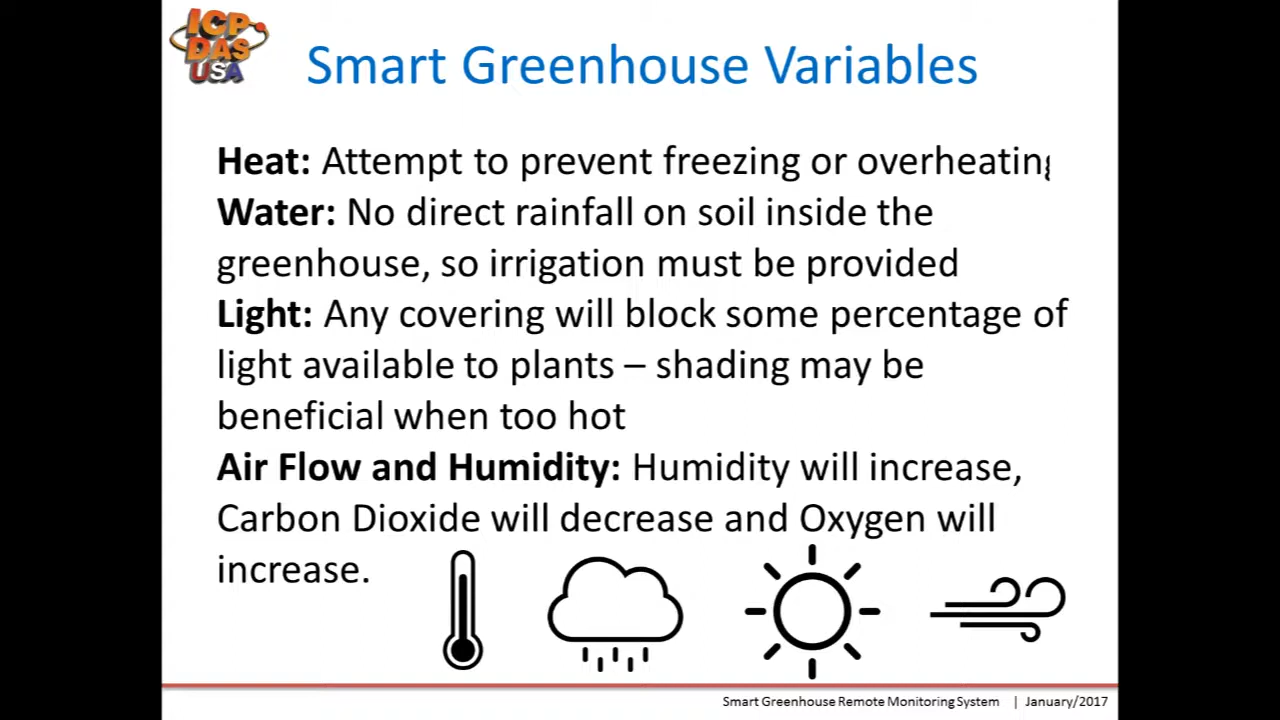 ICP
DAS
USA
Smart Greenhouse Variables
Heat: Attempt to prevent freezing or overheating
Water: No direct rainfall on soil inside the
greenhouse, so irrigation must be provided
Light: Any covering will block some percentage of
light available to plants – shading may be
beneficial when too hot
Air Flow and Humidity: Humidity will increase,
Carbon Dioxide will decrease and Oxygen will
increase.
Smart Greenhouse Remote Monitoring System | January/2017